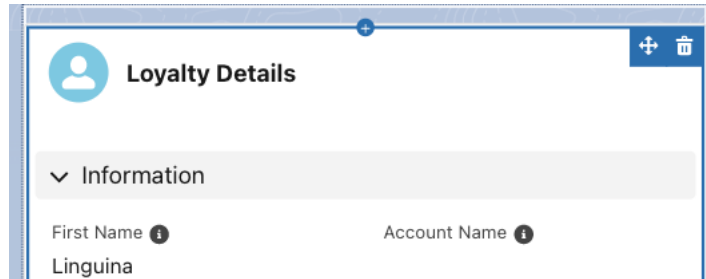 Loyalty Details
Information
First Name Account Name
Linguina